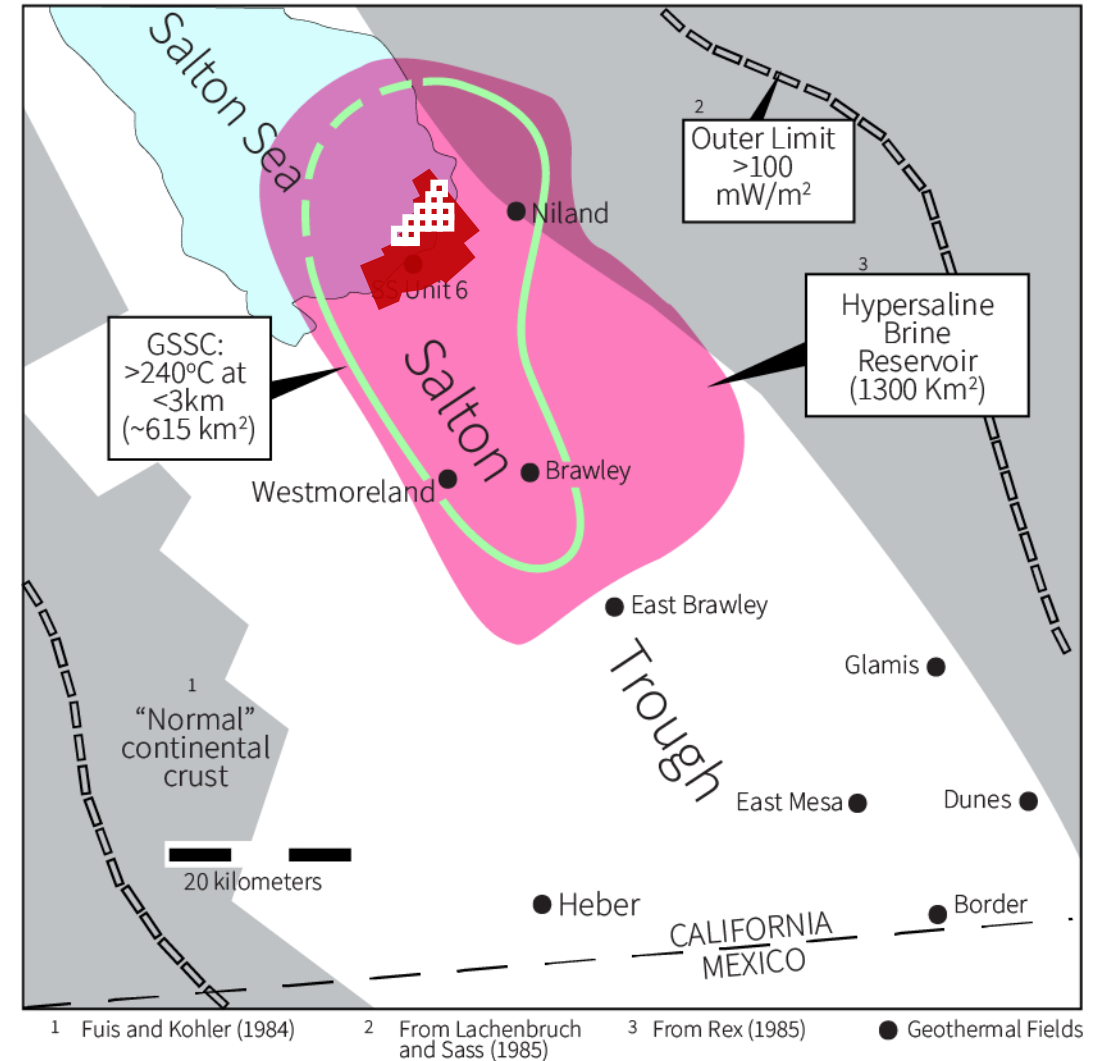 Salton Sea
2
Outer Limit
>100
mW/m²
Niland
3
Hypersaline
Brine
Reservoir
(1300 Km²)
SS Unit 6
GSSC:
>240ºC at
<3km
(~615 km²)
Salton
Brawley
Westmoreland
East Brawley
Trough
Glamis
1
“Normal”
continental
crust
East Mesa
Dunes
20 kilometers
Heber
Border
CALIFORNIA
MEXICO
1 Fuis and Kohler (1984)
2 From Lachenbruch
and Sass (1985)
3 From Rex (1985)
Geothermal Fields